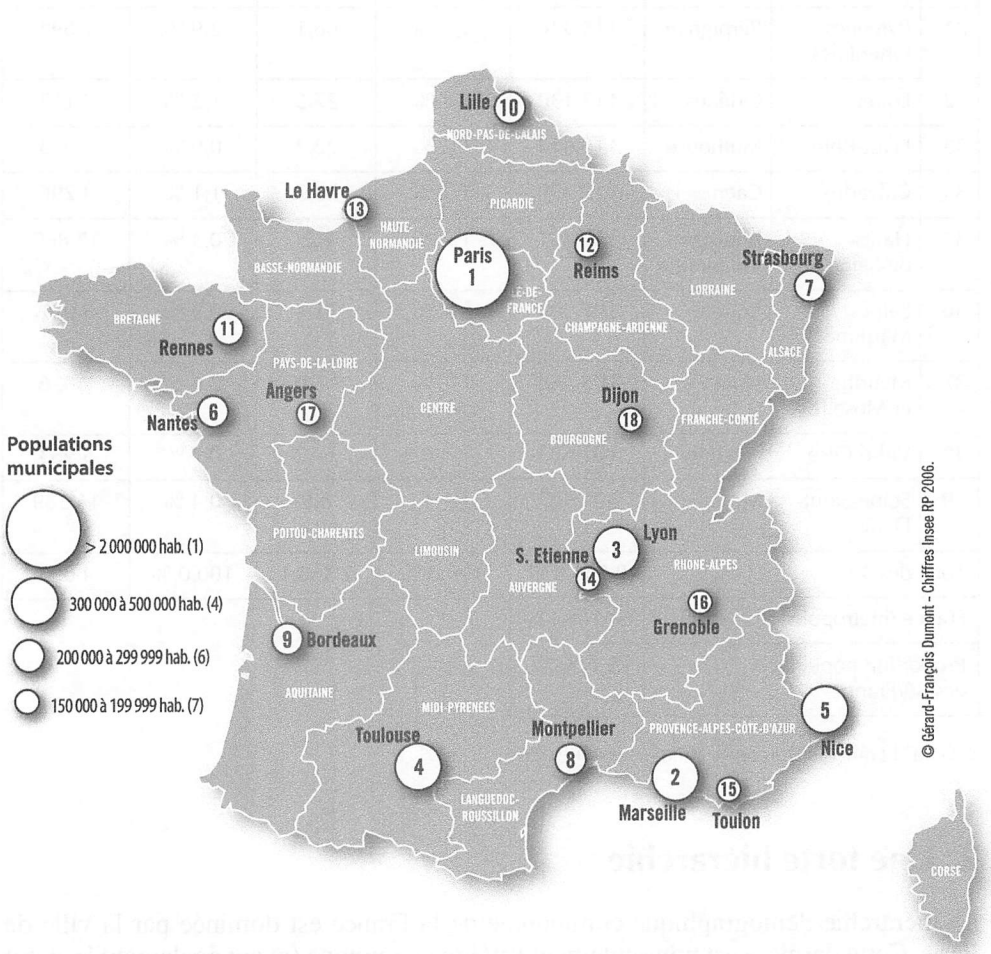 Lille 10
NORD-PAS-DE-CALAIS
Le Havre
13
HAUTE-
NORMANDIE
PICARDIE
BASSE-NORMANDIE
Paris
1
12
Reims
Strasbourg
7
LORRAINE
ÎLE-DE-
FRANCE
CHAMPAGNE-ARDENNE
ALSACE
BRETAGNE
11
Rennes
PAYS-DE-LA-LOIRE
Angers
17
Nantes 6
CENTRE
Dijon
18
BOURGOGNE
FRANCHE-COMTÉ
Populations
municipales
> 2 000 000 hab. (1)
300 000 à 500 000 hab. (4)
200 000 à 299 999 hab. (6)
150 000 à 199 999 hab. (7)
POITOU-CHARENTES
LIMOUSIN
Lyon
3
S. Etienne
14
AUVERGNE
RHONE-ALPES
16
Grenoble
9 Bordeaux
AQUITAINE
MIDI-PYRENEES
Toulouse
4
Montpellier
8
LANGUEDOC-
ROUSSILLON
PROVENCE-ALPES-CÔTE-D'AZUR
5
Nice
2
Marseille
15
Toulon
CORSE
© Gérard-François Dumont - Chiffres Insee RP 2006.